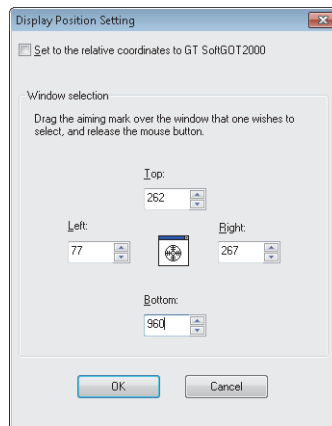 Display Position Setting
Set to the relative coordinates to GT SoftGOT2000
Window selection
Drag the aiming mark over the window that one wishes to
select, and release the mouse button.
Top:
262
Left:
Right:
77
267
Bottom:
960
OK
Cancel